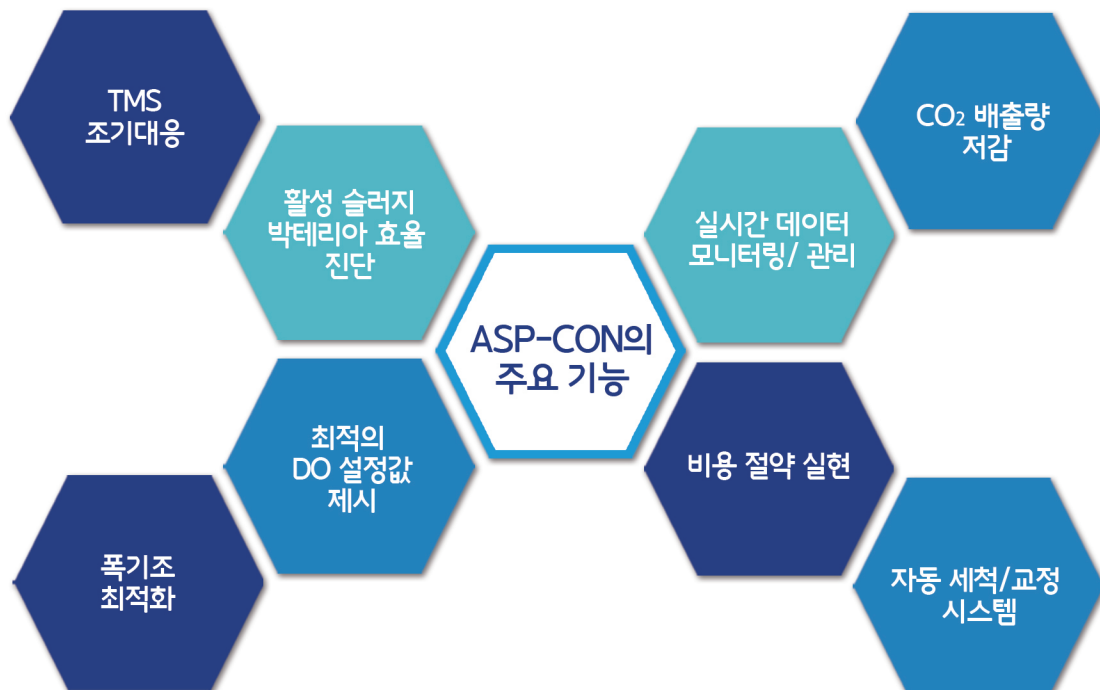 TMS
조기대응
활성 슬러지
박테리아 효율
진단
최적의
DO 설정값
제시
폭기조
최적화
ASP-CON의
주요 기능
CO₂ 배출량
저감
실시간 데이터
모니터링/ 관리
비용 절약 실현
자동 세척/교정
시스템